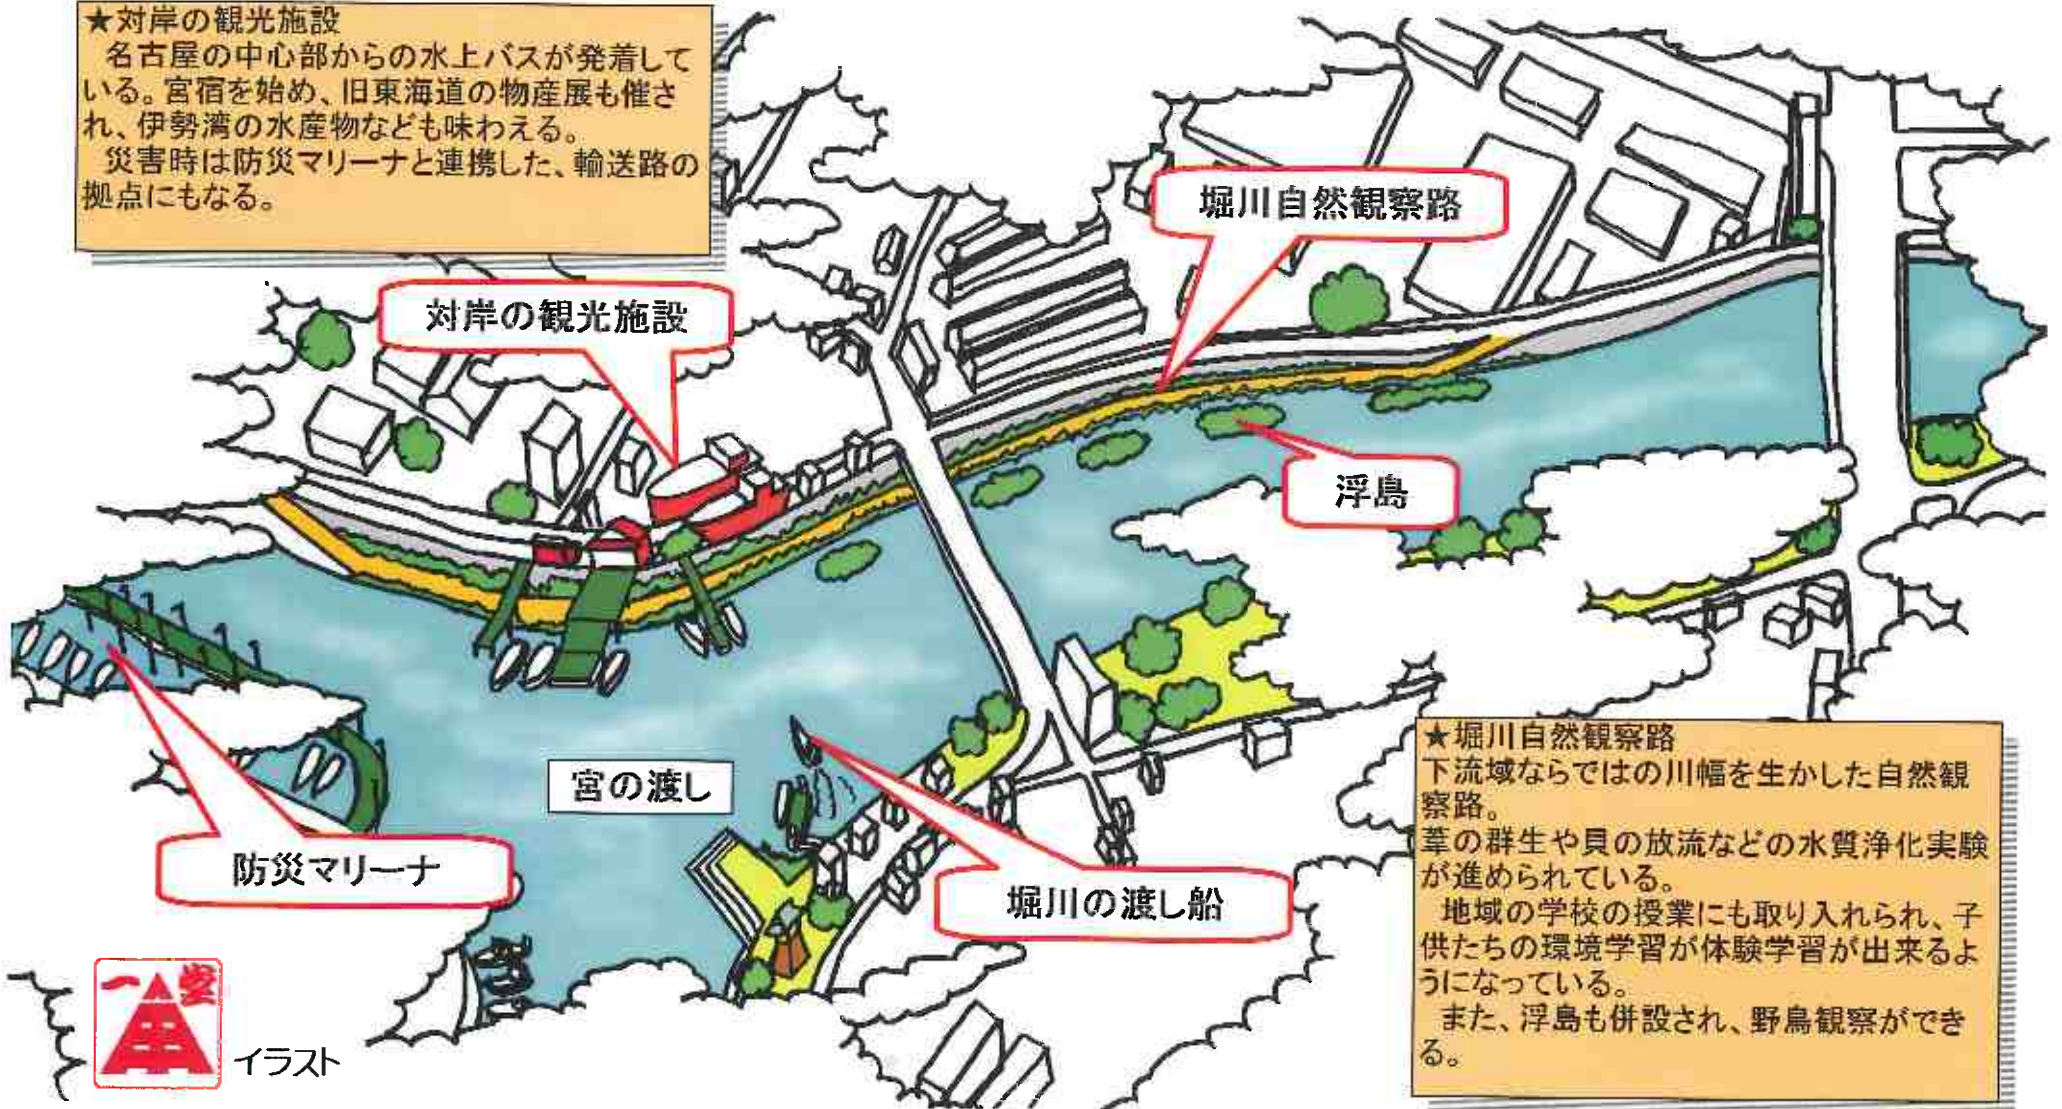 ★対岸の観光施設
名古屋の中心部からの水上バスが発着して
いる。宮宿を始め、旧東海道の物産展も催さ
れ、伊勢湾の水産物なども味わえる。
災害時は防災マリーナと連携した、輸送路の
拠点にもなる。
堀川自然観察路
対岸の観光施設
浮島
宮の渡し
防災マリーナ
堀川の渡し船
★堀川自然観察路
下流域ならではの川幅を生かした自然観
察路。
葦の群生や貝の放流などの水質浄化実験
が進められている。
地域の学校の授業にも取り入れられ、子
供たちの環境学習が体験学習が出来るよ
うになっている。
また、浮島も併設され、野鳥観察ができ
る。
イラスト